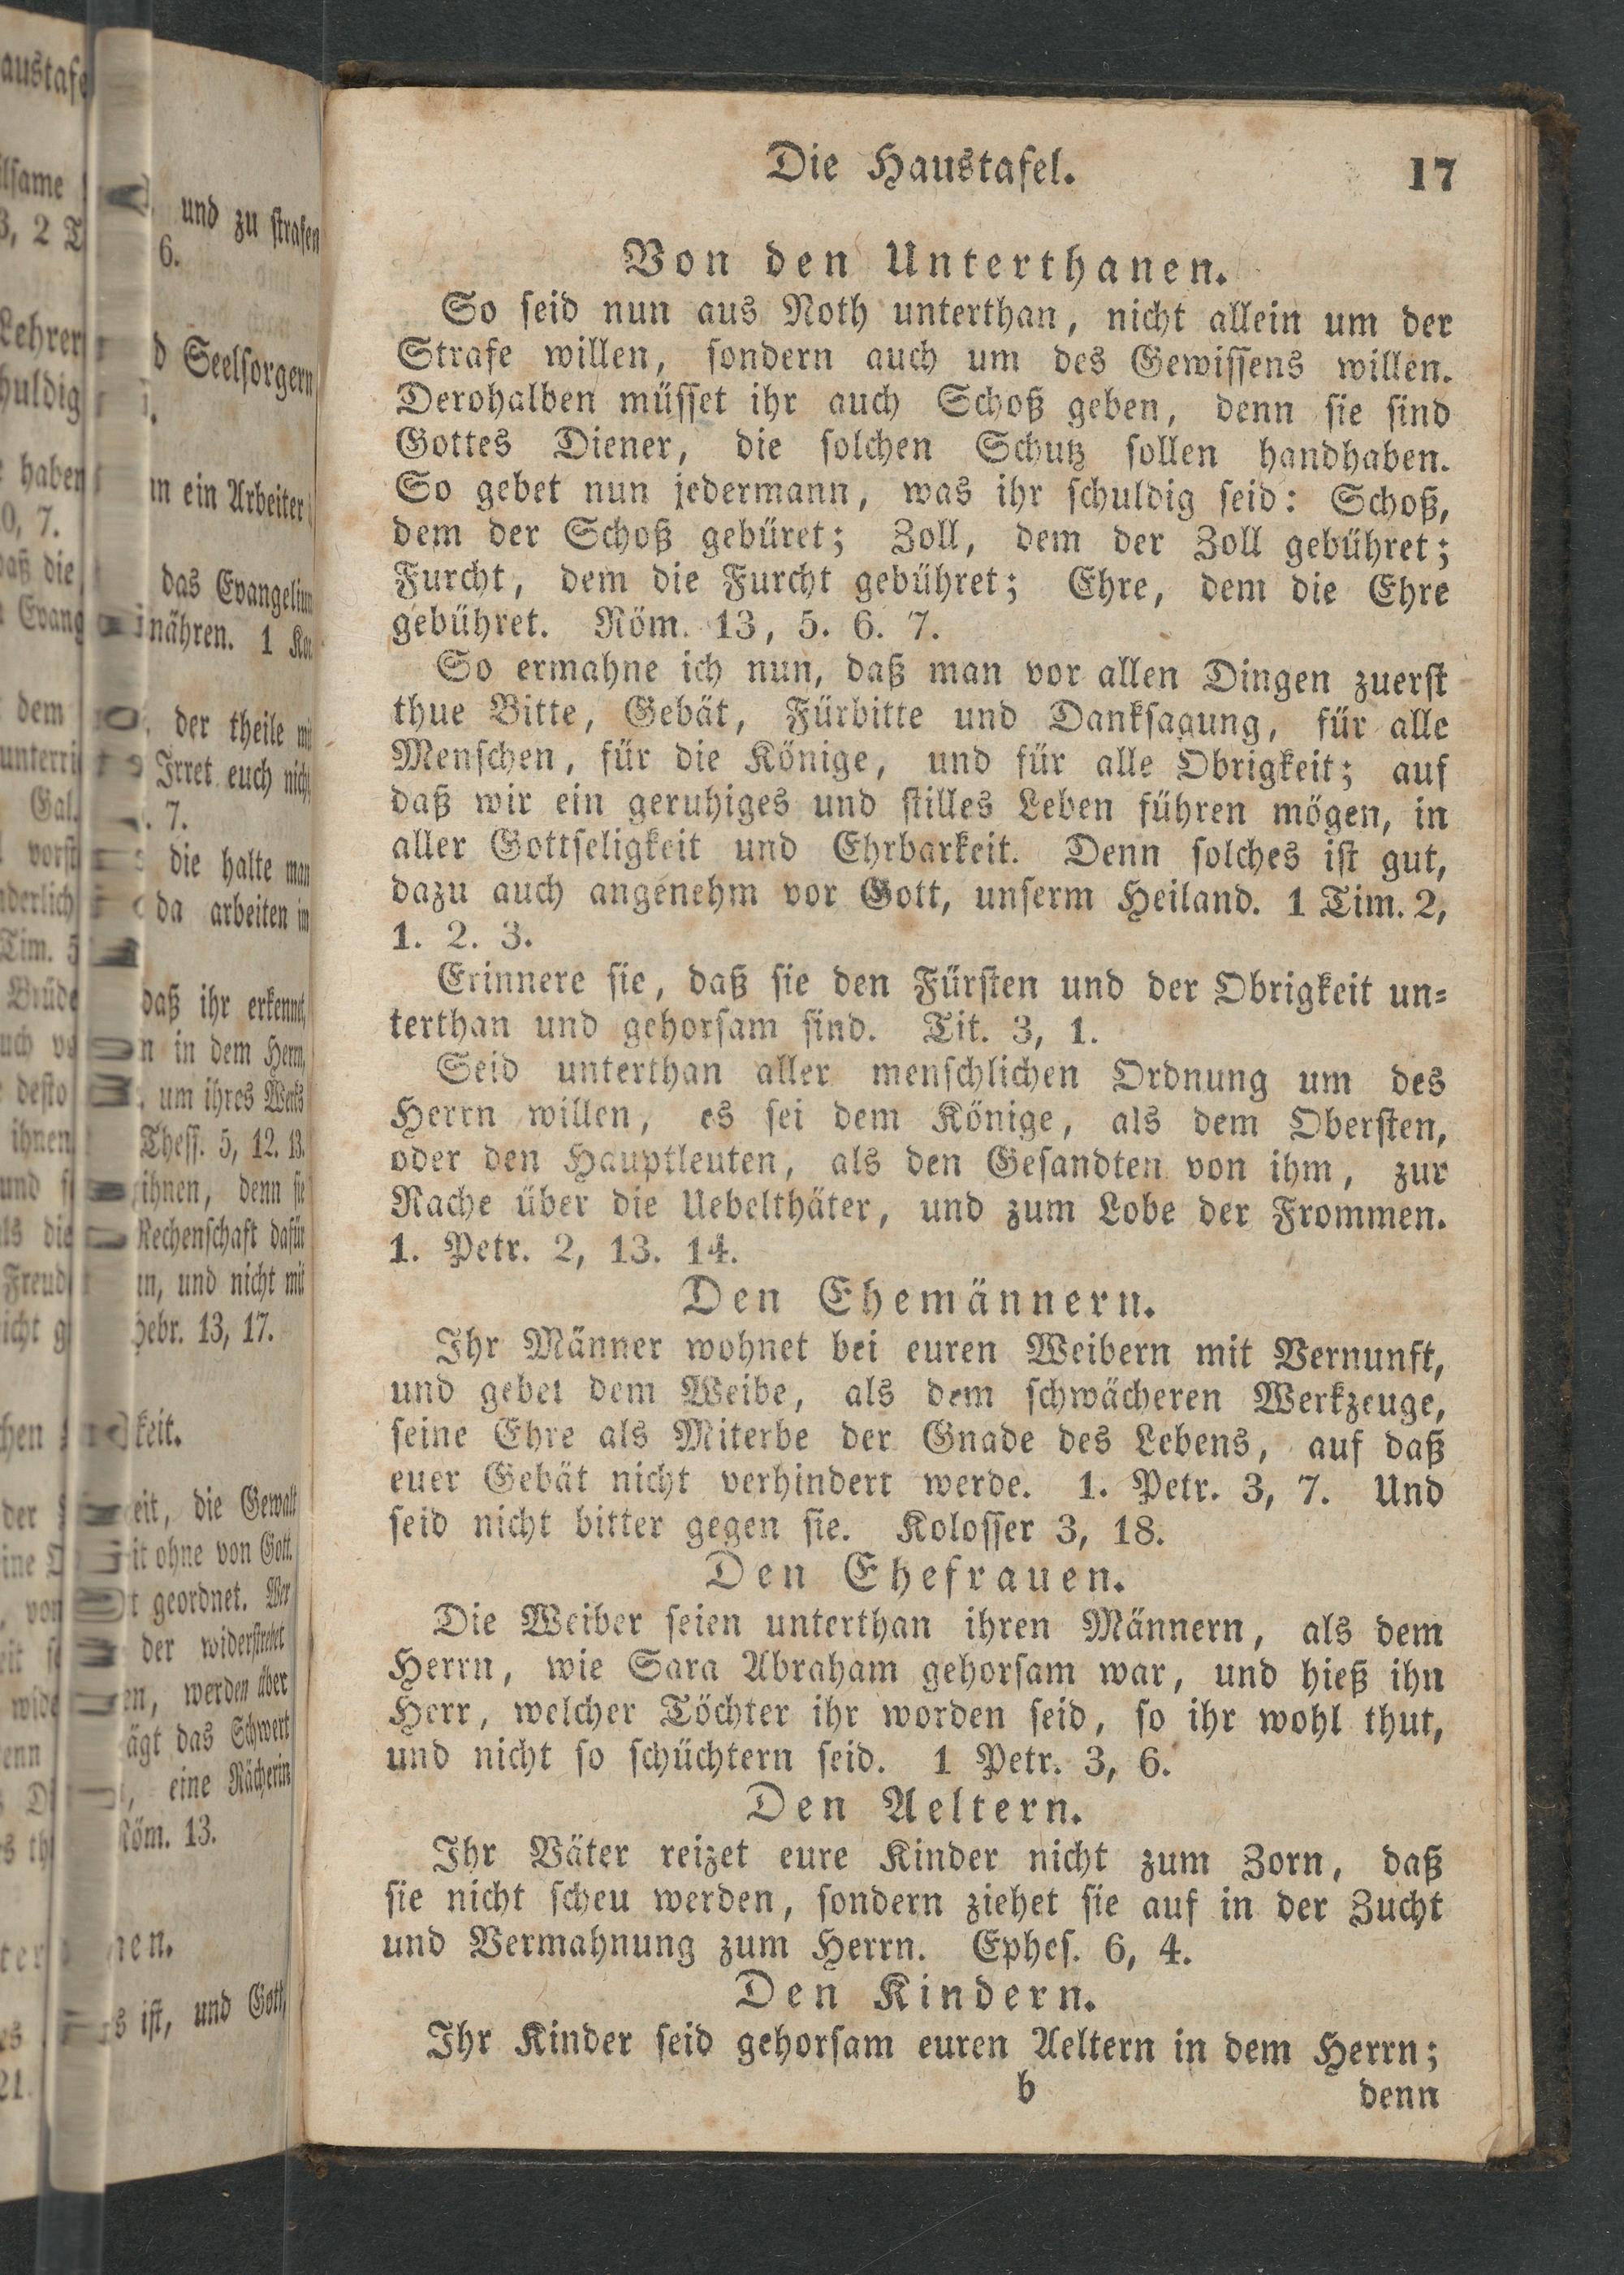 Die Haustafel. 17
Von den Unterthanen.
So seid nun aus Noth unterthan, nicht allein um der
Strafe willen, sondern auch um des Gewissens willen.
Derohalben müsset ihr auch Schoß geben, denn sie sind
Gottes Diener, die solchen Schutz sollen handhaben.
So gebet nun jedermann, was ihr schuldig seid: Schoß,
dem der Schoß gebüret; Zoll, dem der Zoll gebühret;
Furcht, dem die Furcht gebühret; Ehre, dem die Ehre
gebühret. Röm. 13, 5. 6. 7.
So ermahne ich nun, daß man vor allen Dingen zuerst
thue Bitte, Gebät, Fürbitte und Danksagung, für alle
Menschen, für die Könige, und für alle Obrigkeit; auf
daß wir ein geruhiges und stilles Leben führen mögen, in
aller Gottseligkeit und Ehrbarkeit. Denn solches ist gut,
dazu auch angenehm vor Gott, unserm Heiland. 1 Tim. 2,
1. 2. 3.
Erinnere sie, daß sie den Fürsten und der Obrigkeit un=
terthan und gehorsam sind. Tit. 3, 1.
Seid unterthan aller menschlichen Ordnung um des
Herrn willen, es sei dem Könige, als dem Obersten,
oder den Hauptleuten, als den Gesandten von ihm, zur
Rache über die Uebelthäter, und zum Lobe der Frommen.
1. Petr. 2, 13. 14.
Den Ehemännern.
Ihr Männer wohnet bei euren Weibern mit Vernunft,
und gebet dem Weibe, als dem schwächeren Werkzeuge,
seine Ehre als Miterbe der Gnade des Lebens, auf daß
euer Gebät nicht verhindert werde. 1. Petr. 3, 7. Und
seid nicht bitter gegen sie. Kolosser 3, 18.
Den Ehefrauen.
Die Weiber seien unterthan ihren Männern, als dem
Herrn, wie Sara Abraham gehorsam war, und hieß ihn
Herr, welcher Töchter ihr worden seid, so ihr wohl thut,
und nicht so schüchtern seid. 1 Petr. 3, 6.
Den Aeltern.
Ihr Väter reizet eure Kinder nicht zum Zorn, daß
sie nicht scheu werden, sondern ziehet sie auf in der Zucht
und Vermahnung zum Herrn. Ephes. 6, 4.
Den Kindern.
Ihr Kinder seid gehorsam euren Aeltern in dem Herrn;
b denn